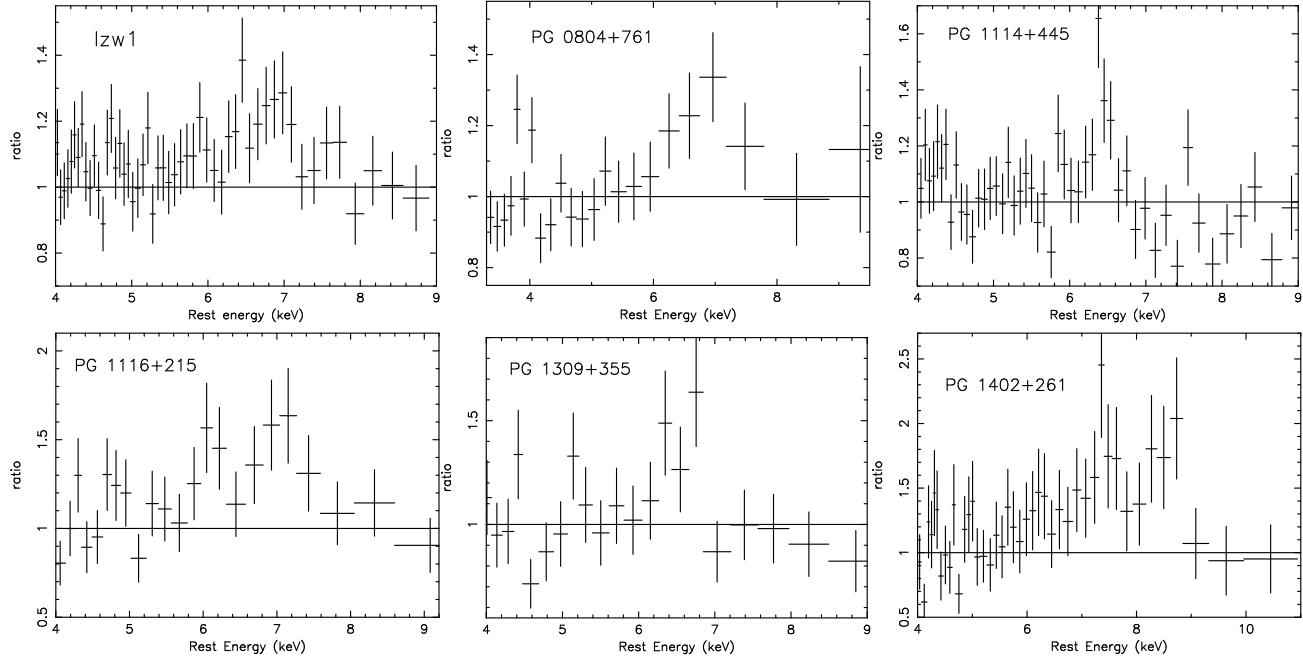 Izw1
ratio
0.8 1 1.2 1.4
4 5 6 7 8 9
Rest energy (keV)
PG 0804+761
ratio
0.8 1 1.2 1.4
4 6 8
Rest Energy (keV)
PG 1114+445
ratio
0.8 1 1.2 1.4 1.6
4 5 6 7 8 9
Rest Energy (keV)
PG 1116+215
ratio
0.5 1 1.5 2
4 5 6 7 8 9
Rest Energy (keV)
PG 1309+355
ratio
1 1.5
4 5 6 7 8 9
Rest Energy (keV)
PG 1402+261
ratio
0.5 1 1.5 2 2.5
4 6 8 10
Rest Energy (keV)